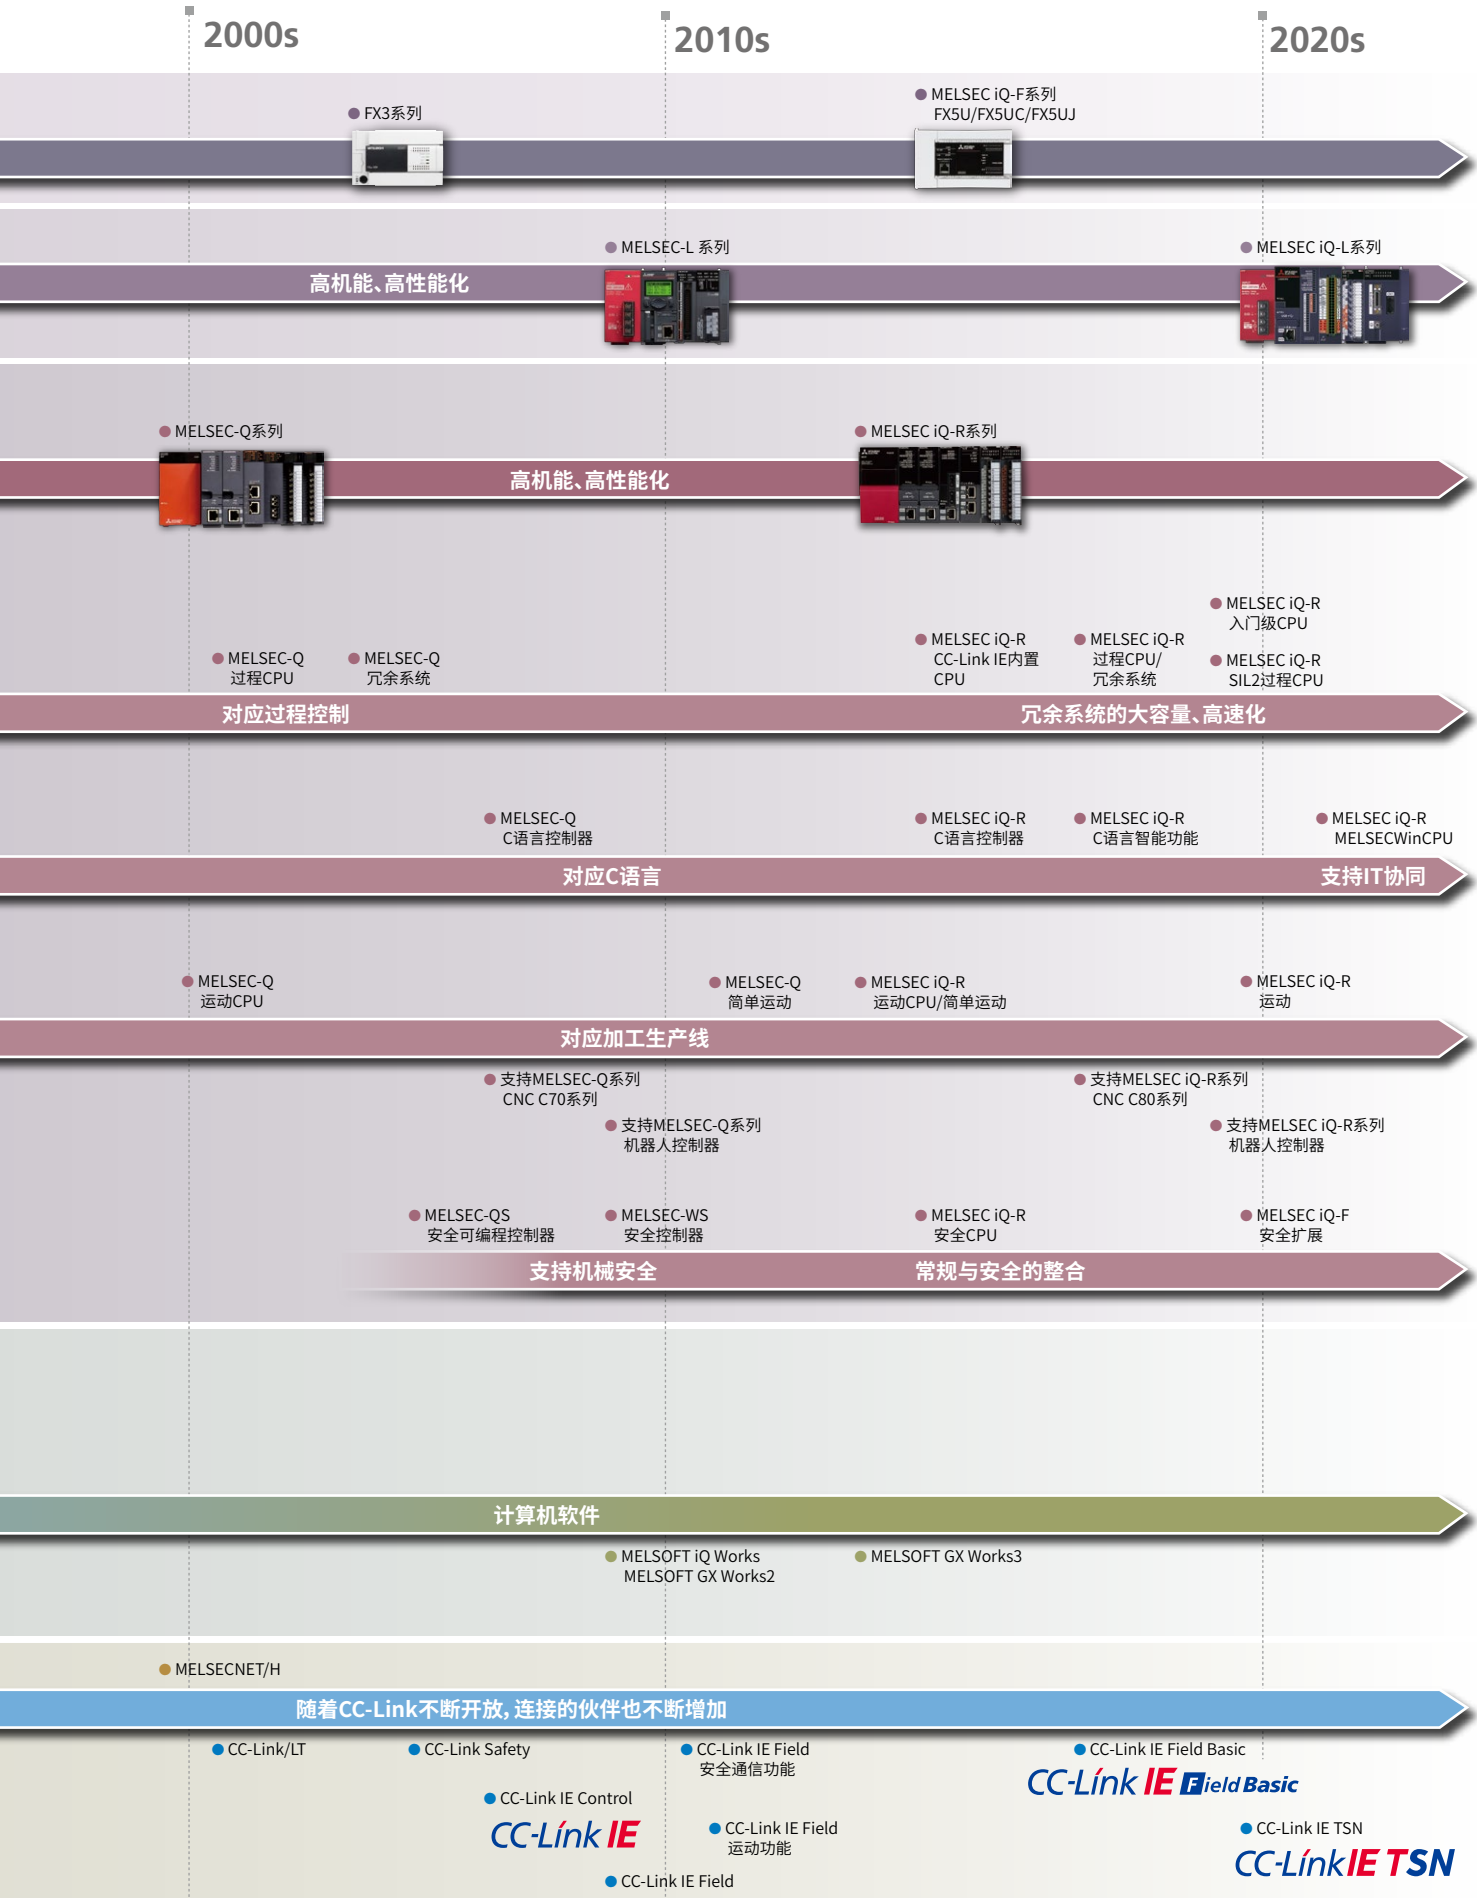 2000s
2010s
2020s
FX3系列
MELSEC iQ-F系列
FX5U/FX5UC/FX5UJ
MELSEC-L 系列
MELSEC iQ-L系列
高机能、高性能化
MELSEC-Q系列
MELSEC iQ-R系列
高机能、高性能化
MELSEC-Q
过程CPU
MELSEC-Q
冗余系统
MELSEC iQ-R
CC-Link IE内置
CPU
MELSEC iQ-R
过程CPU/
冗余系统
MELSEC iQ-R
入门级CPU
MELSEC iQ-R
SIL2过程CPU
对应过程控制
冗余系统的大容量、高速化
MELSEC-Q
C语言控制器
MELSEC iQ-R
C语言控制器
MELSEC iQ-R
C语言智能功能
MELSEC iQ-R
MELSECWinCPU
对应C语言
支持IT协同
MELSEC-Q
运动CPU
MELSEC-Q
简单运动
MELSEC iQ-R
运动CPU/简单运动
MELSEC iQ-R
运动
对应加工生产线
支持MELSEC-Q系列
CNC C70系列
支持MELSEC iQ-R系列
CNC C80系列
支持MELSEC-Q系列
机器人控制器
支持MELSEC iQ-R系列
机器人控制器
MELSEC-QS
安全可编程控制器
MELSEC-WS
安全控制器
MELSEC iQ-R
安全CPU
MELSEC iQ-F
安全扩展
支持机械安全
常规与安全的整合
计算机软件
MELSOFT iQ Works
MELSOFT GX Works2
MELSOFT GX Works3
MELSECNET/H
随着CC-Link不断开放，连接的伙伴也不断增加
CC-Link/LT
CC-Link Safety
CC-Link IE Field
安全通信功能
CC-Link IE Field Basic
CC-Link IE Field Basic
CC-Link IE Control
CC-Link IE
CC-Link IE Field
运动功能
CC-Link IE TSN
CC-Link IE TSN
CC-Link IE Field